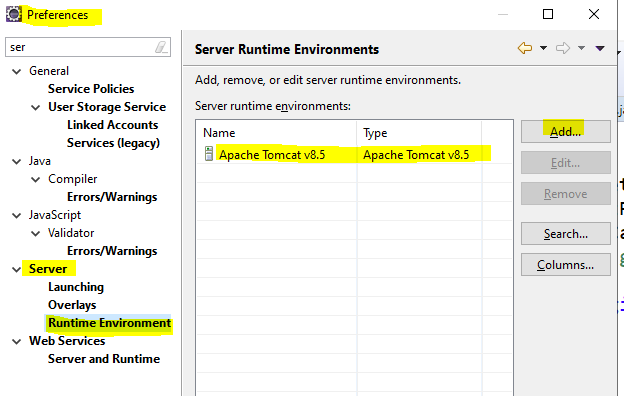 Preferences
ser
General
Service Policies
User Storage Service
Linked Accounts
Services (legacy)
Java
Compiler
Errors/Warnings
JavaScript
Validator
Errors/Warnings
Server
Launching
Overlays
Runtime Environment
Web Services
Server and Runtime
Server Runtime Environments
Add, remove, or edit server runtime environments.
Server runtime environments:
Name Type
Apache Tomcat v8.5 Apache Tomcat v8.5
Add...
Edit...
Remove
Search...
Columns...